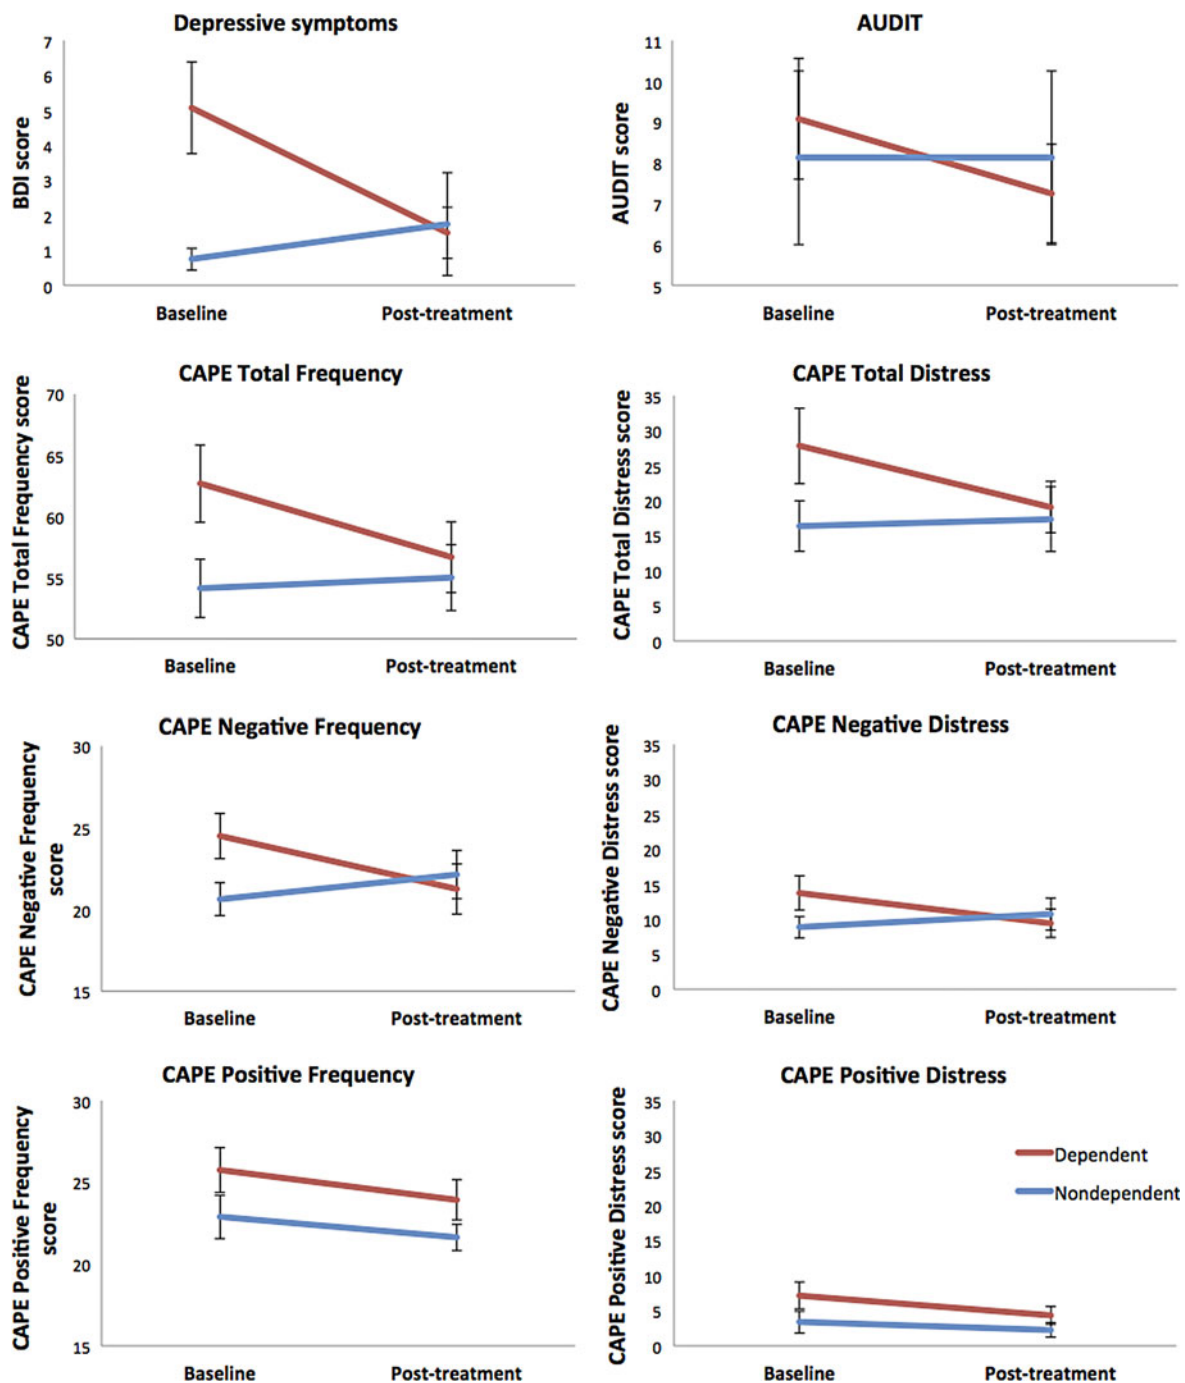 Depressive symptoms
BDI score
7
6
5
4
3
2
1
0
Baseline
Post-treatment
AUDIT
AUDIT score
11
10
9
8
7
6
5
Baseline
Post-treatment
CAPE Total Frequency
CAPE Total Frequency score
70
65
60
55
50
Baseline
Post-treatment
CAPE Total Distress
CAPE Total Distress score
35
30
25
20
15
10
5
0
Baseline
Post-treatment
CAPE Negative Frequency
CAPE Negative Frequency
score
30
25
20
15
Baseline
Post-treatment
CAPE Negative Distress
CAPE Negative Distress score
35
30
25
20
15
10
5
0
Baseline
Post-treatment
CAPE Positive Frequency
CAPE Positive Frequency
score
30
25
20
15
Baseline
Post-treatment
CAPE Positive Distress
CAPE Positive Distress score
35
30
25
20
15
10
5
0
Dependent
Nondependent
Baseline
Post-treatment